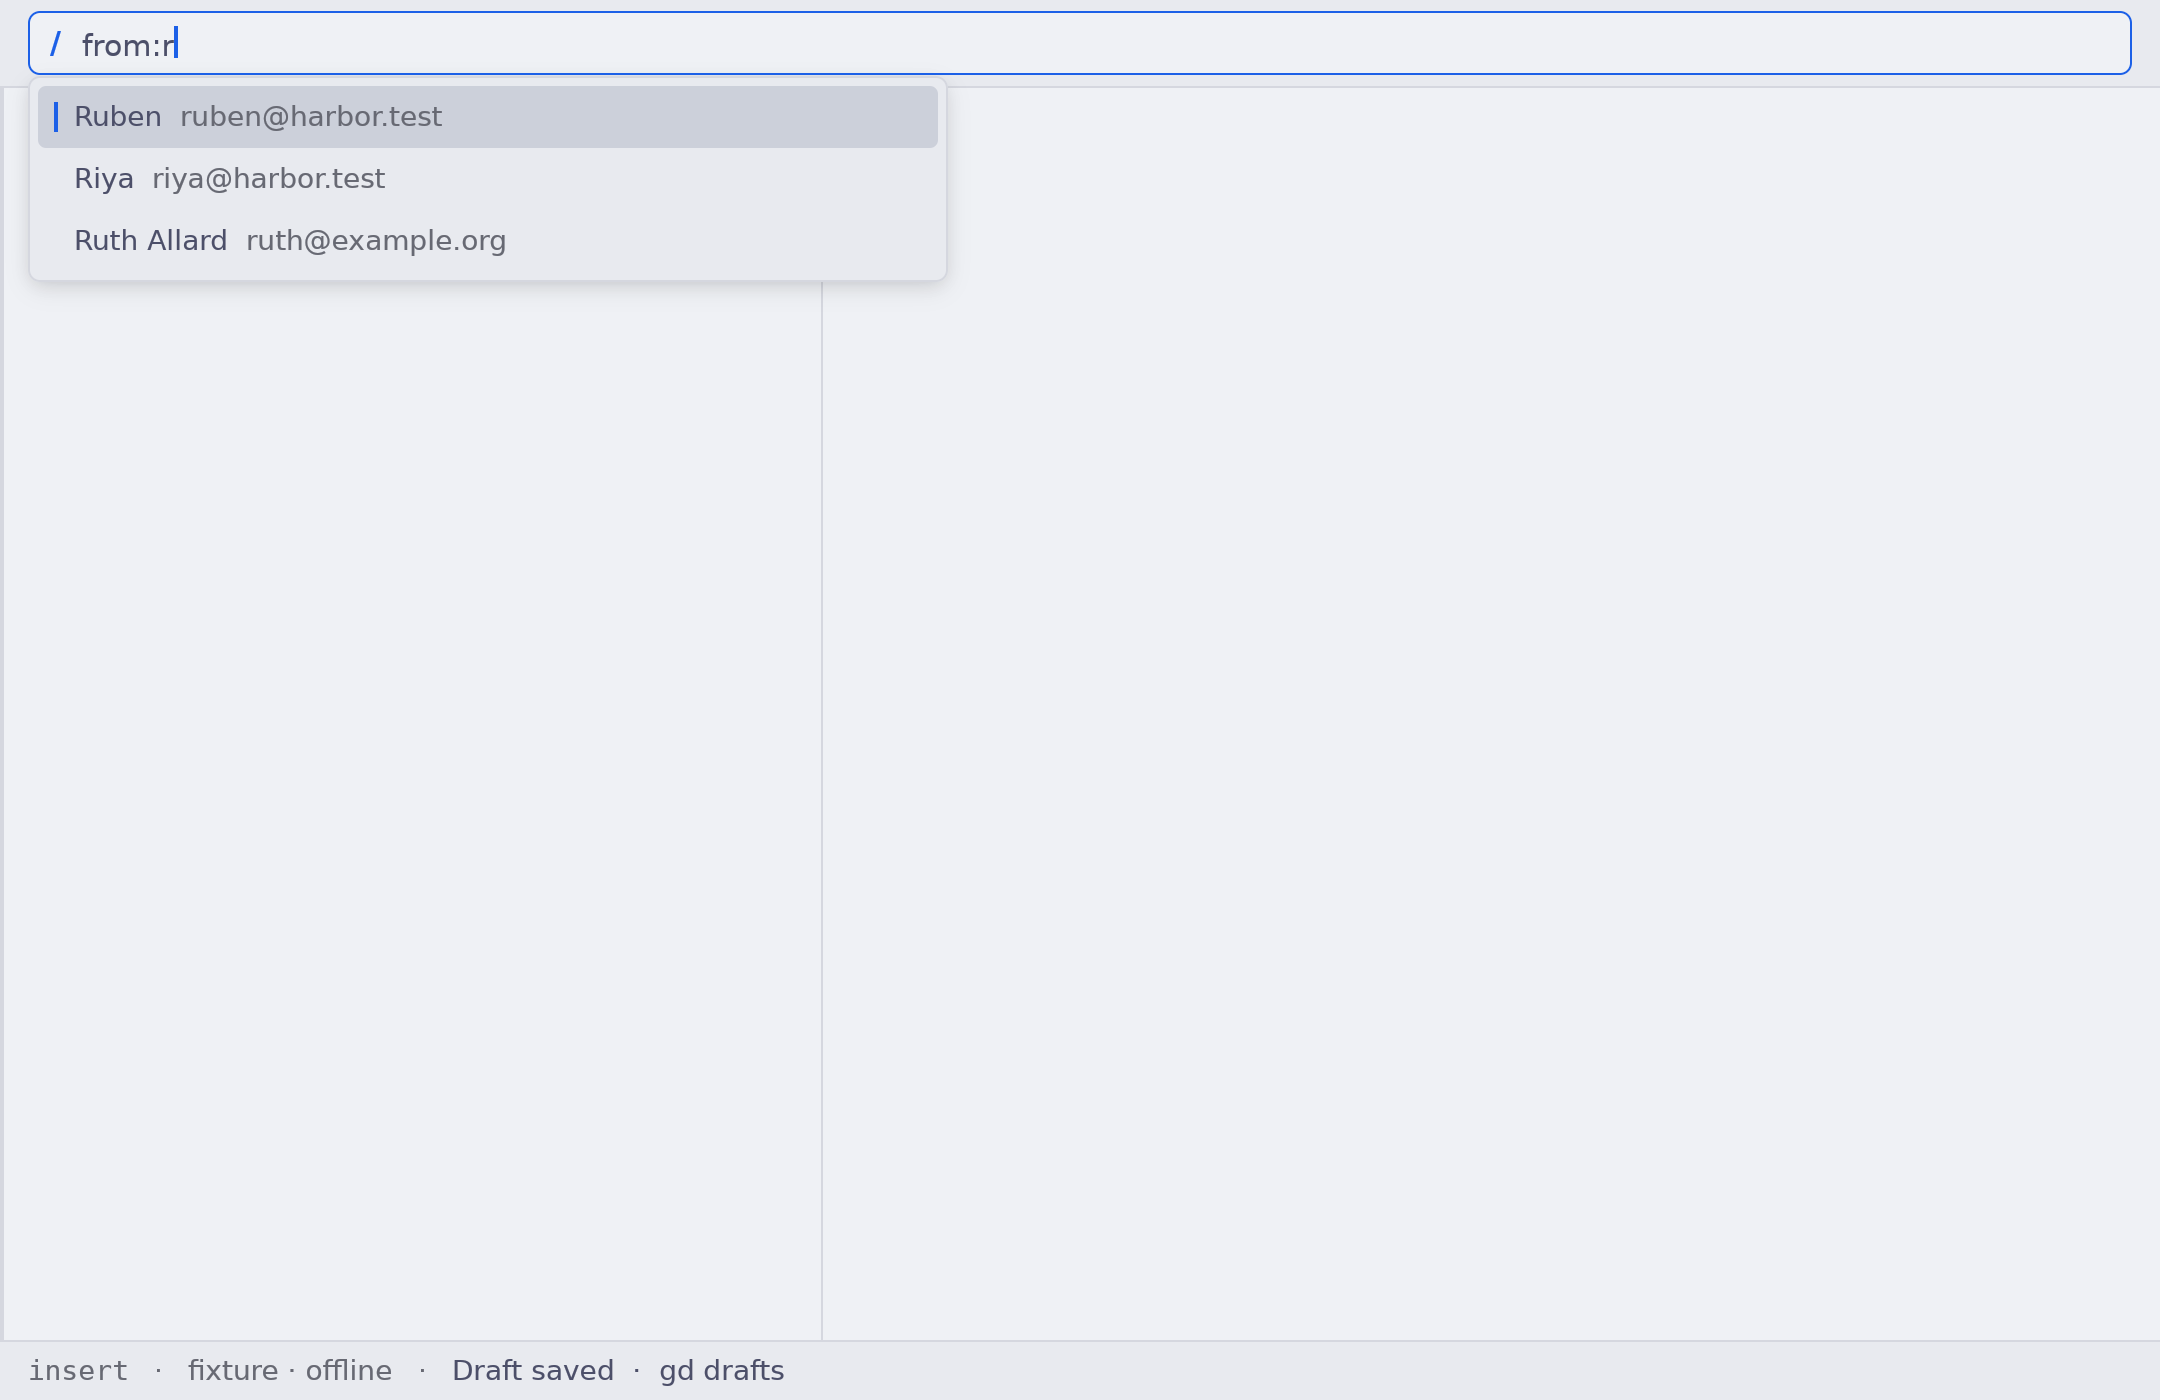 / from:r
Ruben ruben@harbor.test
Riya riya@harbor.test
Ruth Allard ruth@example.org
insert · fixture · offline · Draft saved · gd drafts